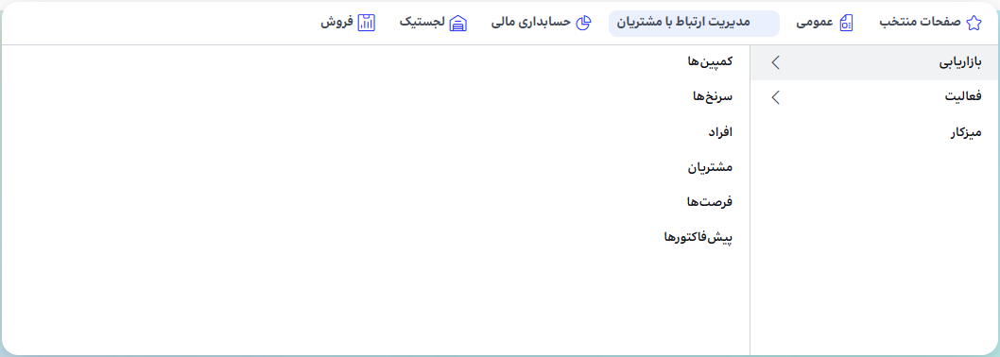 صفحات منتخب
عمومی
مدیریت ارتباط با مشتریان
حسابداری مالی
لجستیک
فروش
بازاریابی
فعالیت
میزکار
کمپین‌ها
سرنخ‌ها
افراد
مشتریان
فرصت‌ها
پیش‌فاکتورها